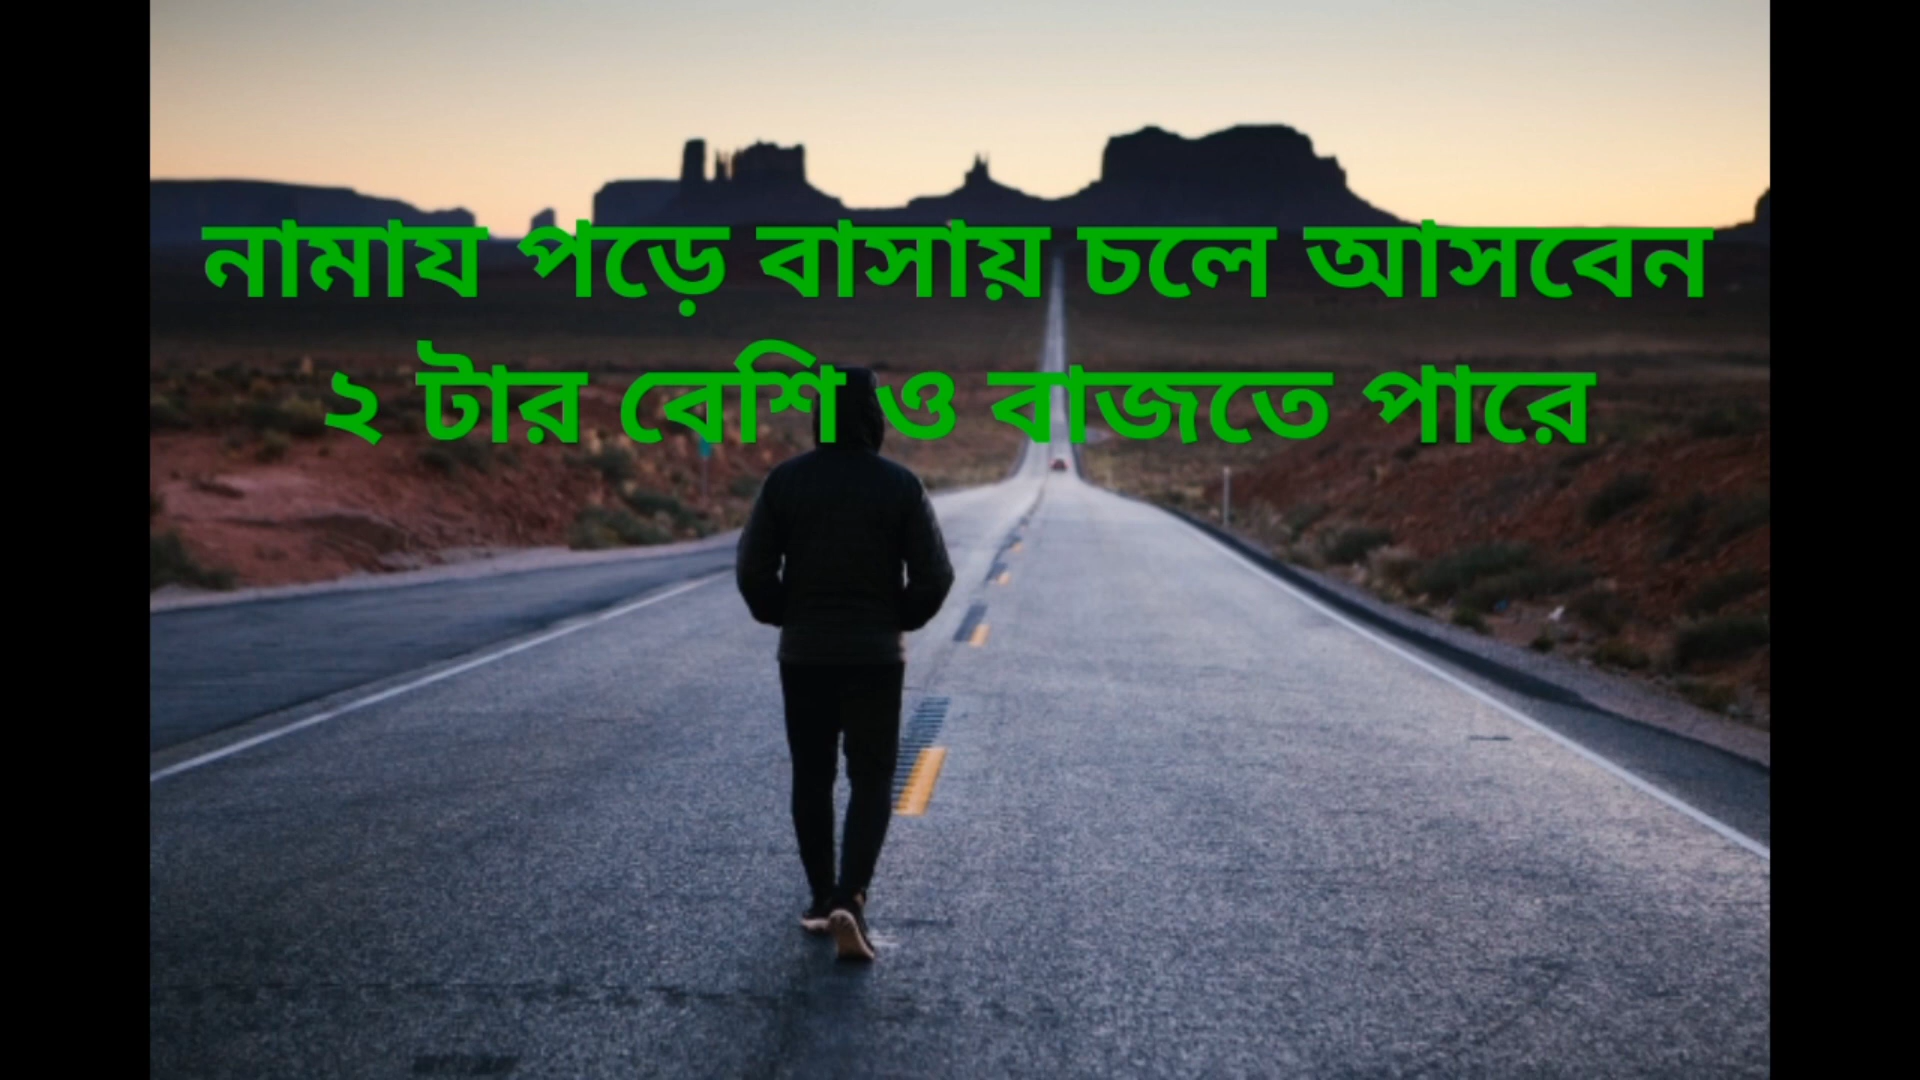 নামায পড়ে বাসায় চলে আসবেন
২ টার বেশি ও বাজতে পারে